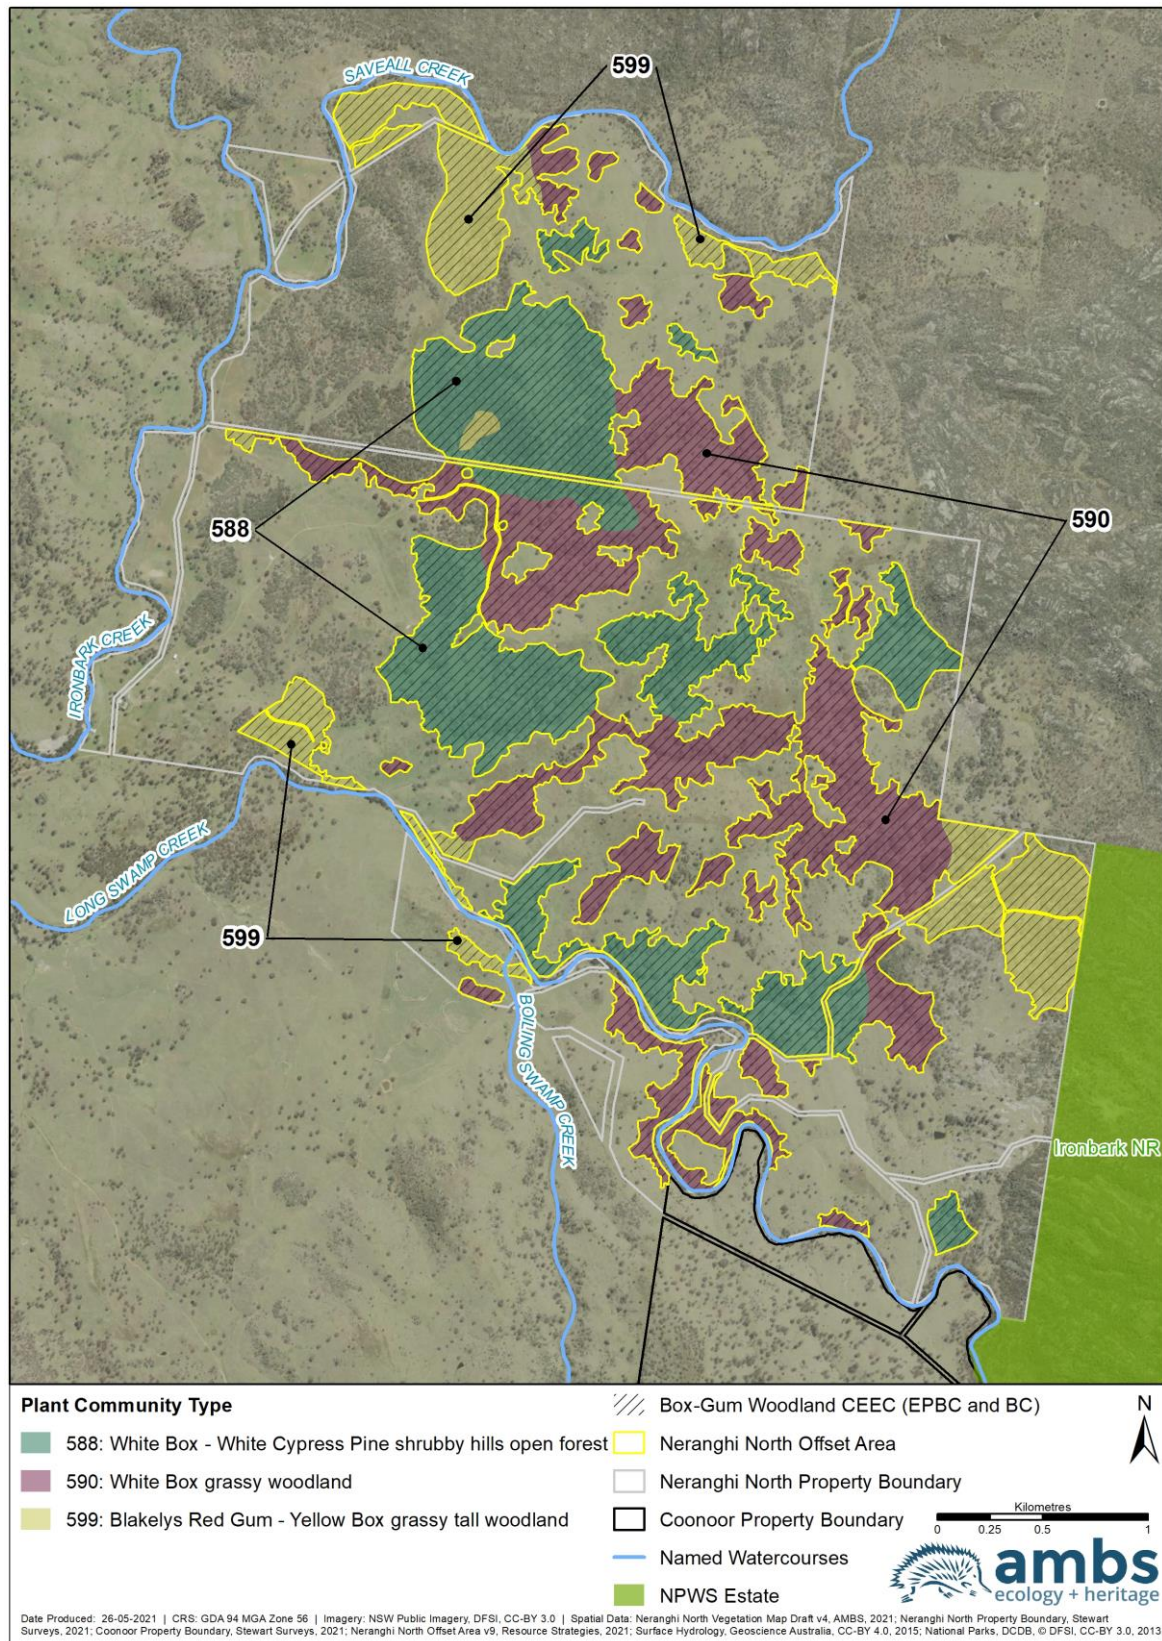 SAVEALL CREEK
599
588
590
IRONBARK CREEK
LONG SWAMP CREEK
599
BOILING SWAMP CREEK
Ironbark NR
Plant Community Type
588: White Box - White Cypress Pine shrubby hills open forest
590: White Box grassy woodland
599: Blakelys Red Gum - Yellow Box grassy tall woodland
Box-Gum Woodland CEEC (EPBC and BC)
Neranghi North Offset Area
Neranghi North Property Boundary
Coonoor Property Boundary
Named Watercourses
NPWS Estate
N
Kilometres
0 0.25 0.5 1
ambs
ecology + heritage
Date Produced: 26-05-2021 | CRS: GDA 94 MGA Zone 56 | Imagery: NSW Public Imagery, DFSI, CC-BY 3.0 | Spatial Data: Neranghi North Vegetation Map Draft v4, AMBS, 2021; Neranghi North Property Boundary, Stewart
Surveys, 2021; Coonoor Property Boundary, Stewart Surveys, 2021; Neranghi North Offset Area v9, Resource Strategies, 2021; Surface Hydrology, Geoscience Australia, CC-BY 4.0, 2015; National Parks, DCDB, © DFSI, CC-BY 3.0, 2013